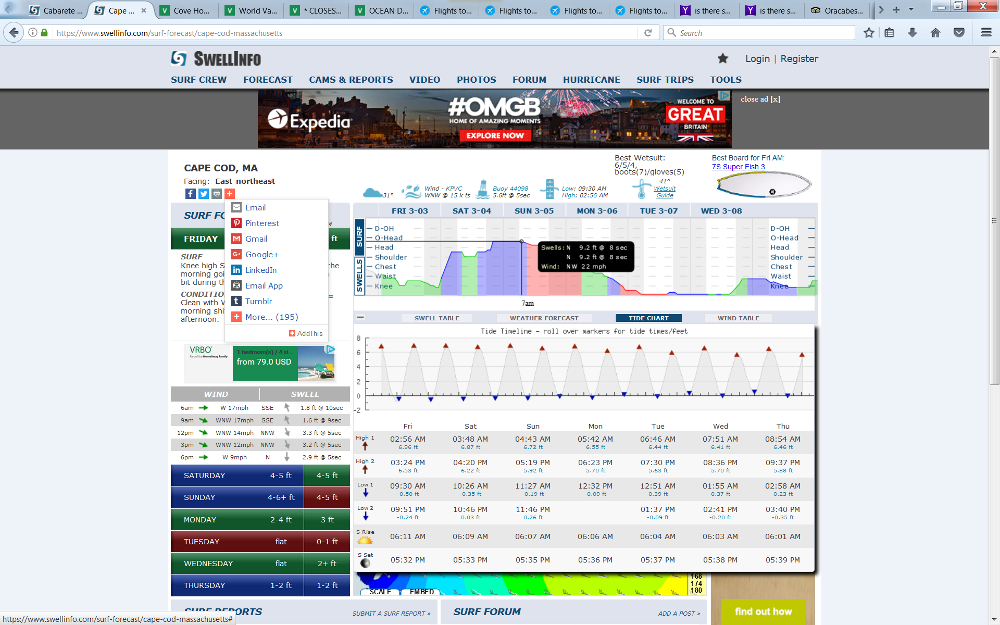 Cabarete ...
Cape ...
Cove Ho...
World Va...
* CLOSES...
OCEAN D...
Flights to...
Flights to...
Flights to...
Flights to...
is there s...
is there s...
Oracabes...
https://www.swellinfo.com/surf-forecast/cape-cod-massachusetts
Search
SWELLINFO
Login | Register
SURF CREW
FORECAST
CAMS & REPORTS
VIDEO
PHOTOS
FORUM
HURRICANE
SURF TRIPS
TOOLS
Expedia
#OMGB
HOME OF AMAZING MOMENTS
EXPLORE NOW
WELCOME TO
GREAT
BRITAIN
close ad [x]
CAPE COD, MA
Facing: East-northeast
31°
Wind - KPVC
WNW @ 15 k ts
Buoy 44098
5.6ft @ 5sec
Low: 09:30 AM
High: 02:56 AM
Best Wetsuit:
6/5/4,
boots(7)/gloves(5)
41°
Wetsuit
Guide
Best Board for Fri AM:
7S Super Fish 3
SURF FO
FRIDAY
ft
SURF
Knee high S
the
morning goi
bit during th
CONDITIO
Clean with W
morning shi
afternoon.
Email
Pinterest
Gmail
Google+
LinkedIn
Email App
Tumblr
More... (195)
AddThis
VRBO
Part of the HomeAway Family
1 bedroom(s) / 4 sl...
from 79.0 USD
WIND SWELL
6am W 17mph SSE 1.8 ft @ 10sec
9am WNW 17mph SSE 1.6 ft @ 9sec
12pm WNW 14mph NNW 3.3 ft @ 5sec
3pm WNW 12mph NNW 3.2 ft @ 5sec
6pm W 9mph N 2.9 ft @ 5sec
SATURDAY 4-5 ft 4-5 ft
SUNDAY 4-6+ ft 4-5 ft
MONDAY 2-4 ft 3 ft
TUESDAY flat 0-1 ft
WEDNESDAY flat 2+ ft
THURSDAY 1-2 ft 1-2 ft
FRI 3-03 SAT 3-04 SUN 3-05 MON 3-06 TUE 3-07 WED 3-08
SURF
SWELLS
D-OH
O-Head
Head
Shoulder
Chest
Waist
Knee
Swells: N 9.2 ft @ 8 sec
N 9.2 ft @ 8 sec
Wind: NW 22 mph
D-OH
O-Head
Head
Shoulder
Chest
Waist
Knee
7am
SWELL TABLE
WEATHER FORECAST
TIDE CHART
WIND TABLE
Tide Timeline - roll over markers for tide times/feet
8
6
4
2
0
-2
Fri Sat Sun Mon Tue Wed Thu
High 1 02:56 AM 03:48 AM 04:43 AM 05:42 AM 06:46 AM 07:51 AM 08:54 AM
6.96 ft 6.87 ft 6.72 ft 6.55 ft 6.44 ft 6.41 ft 6.46 ft
High 2 03:24 PM 04:20 PM 05:19 PM 06:23 PM 07:30 PM 08:36 PM 09:37 PM
6.53 ft 6.22 ft 5.92 ft 5.70 ft 5.63 ft 5.70 ft 5.88 ft
Low 1 09:30 AM 10:26 AM 11:27 AM 12:32 PM 12:51 AM 01:55 AM 02:58 AM
-0.50 ft -0.35 ft -0.19 ft -0.09 ft 0.39 ft 0.37 ft 0.23 ft
Low 2 09:51 PM 10:46 PM 11:46 PM 01:37 PM 02:41 PM 03:40 PM
-0.24 ft 0.03 ft 0.26 ft -0.09 ft -0.20 ft -0.35 ft
S Rise 06:11 AM 06:09 AM 06:07 AM 06:06 AM 06:04 AM 06:03 AM 06:01 AM
S Set 05:32 PM 05:33 PM 05:35 PM 05:36 PM 05:37 PM 05:38 PM 05:39 PM
SCALE
EMBED
168
174
180
SURF REPORTS
SUBMIT A SURF REPORT »
SURF FORUM
ADD A POST »
find out how
https://www.swellinfo.com/surf-forecast/cape-cod-massachusetts#